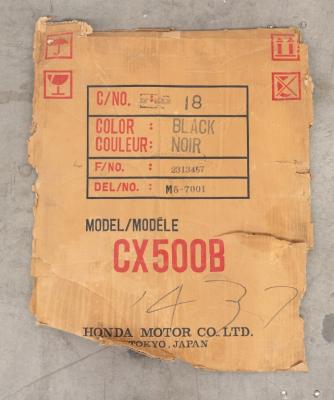 C/NO. 18
COLOR : BLACK
COULEUR: NOIR
F/NO. : 2313467
DEL/NO. : M5-7001
MODEL/MODÈLE
CX500B
1437
HONDA MOTOR CO., LTD.
TOKYO, JAPAN